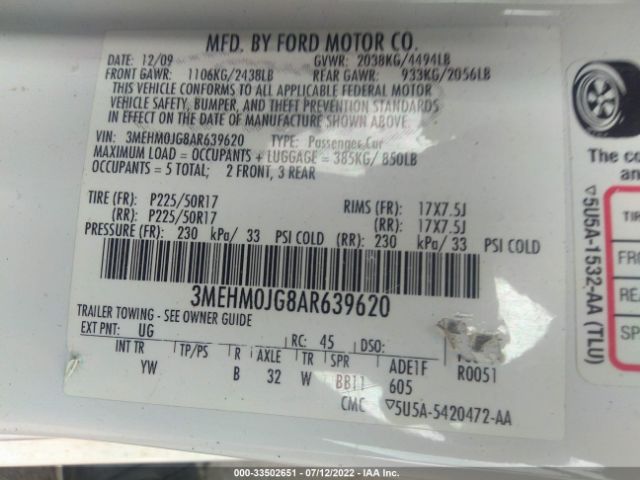 MFD. BY FORD MOTOR CO.
DATE: 12/09 GVWR: 2038KG/4494LB
FRONT GAWR: 1106KG/2438LB REAR GAWR: 933KG/2056LB
THIS VEHICLE CONFORMS TO ALL APPLICABLE FEDERAL MOTOR
VEHICLE SAFETY, BUMPER, AND THEFT PREVENTION STANDARDS
IN EFFECT ON THE DATE OF MANUFACTURE SHOWN ABOVE.
VIN: 3MEHM0JG8AR639620 TYPE: Passenger Car
MAXIMUM LOAD = OCCUPANTS + LUGGAGE = 385KG/ 850LB
OCCUPANTS = 5 TOTAL; 2 FRONT, 3 REAR
TIRE (FR): P225/50R17 RIMS (FR): 17X7.5J
(RR): P225/50R17 (RR): 17X7.5J
PRESSURE (FR): 230 kPa/ 33 PSI COLD (RR): 230 kPa/ 33 PSI COLD
3MEHM0JG8AR639620
TRAILER TOWING - SEE OWNER GUIDE
EXT PNT: UG RC: 45 DSO:
INT TR TP/PS R AXLE TR SPR ADE1F R0051
YW B 32 W BB11 605
CMC ▽5U5A-5420472-AA
▽5U5A-1532-AA (TLU)
The co
an
TI
FRO
REA
SP
000-33502651 - 07/12/2022 - IAA Inc.